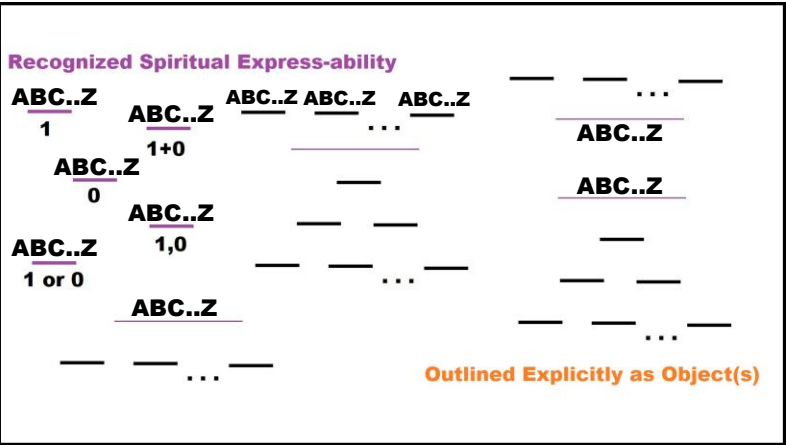 Recognized Spiritual Express-ability
ABC..Z
1
ABC..Z
1+0
ABC..Z
0
ABC..Z
1,0
ABC..Z
1 or 0
ABC..Z
...
ABC..Z ABC..Z ABC..Z
...
...
...
ABC..Z
ABC..Z
...
Outlined Explicitly as Object(s)